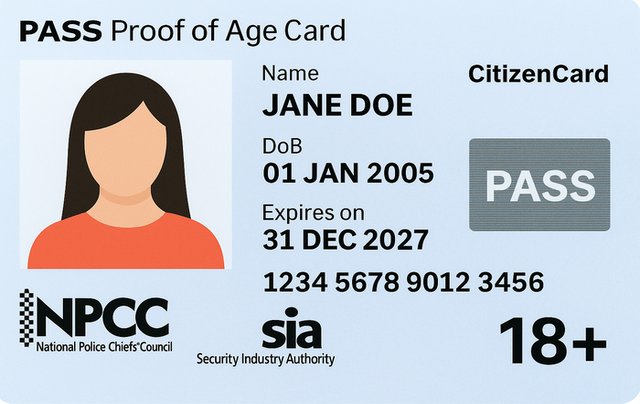 PASS Proof of Age Card
CitizenCard
Name
JANE DOE
DoB
01 JAN 2005
PASS
Expires on
31 DEC 2027
1234 5678 9012 3456
NPCC
National Police Chiefs' Council
sia
Security Industry Authority
18+